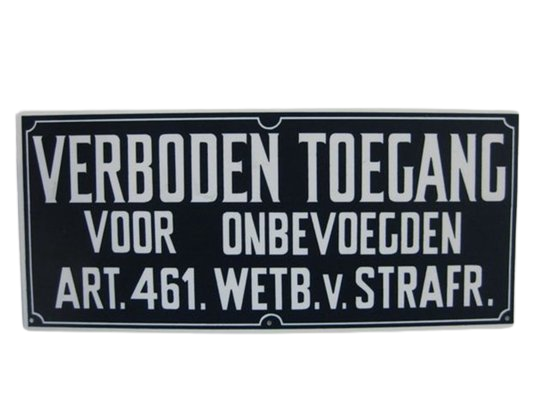 VERBODEN TOEGANG
VOOR ONBEVOEGDEN
ART. 461. WETB. v. STRAFR.